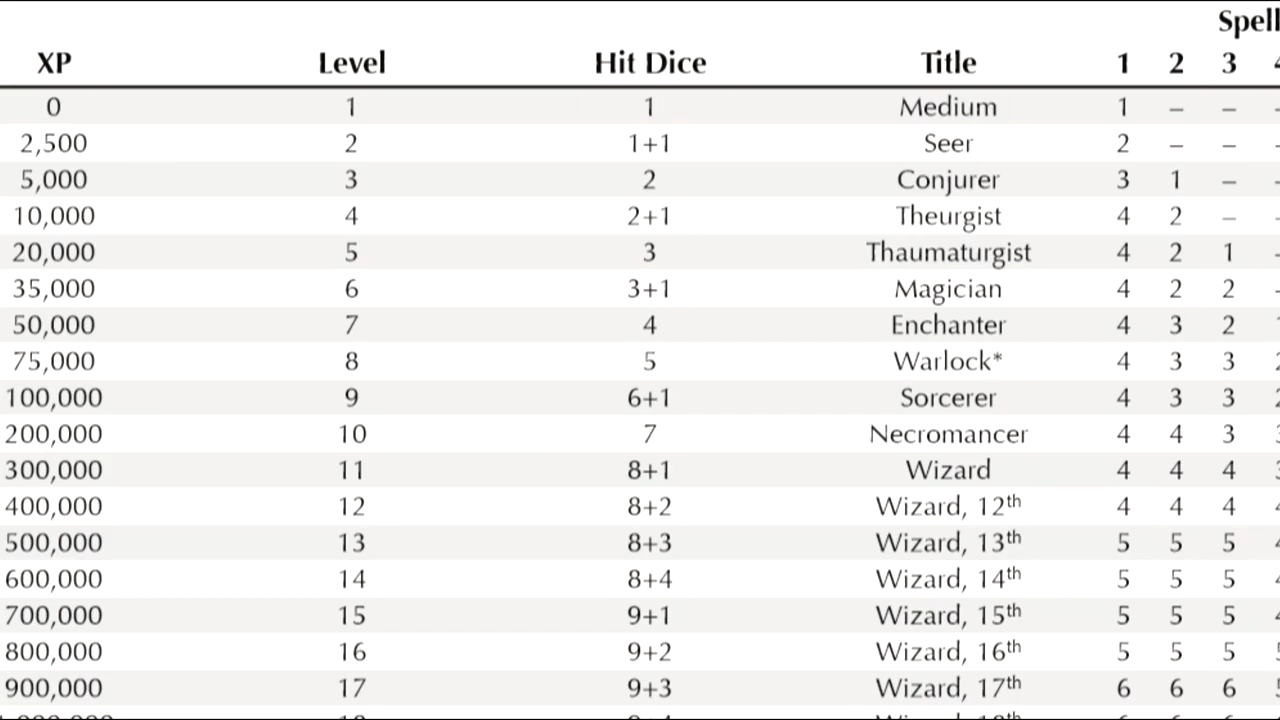 Spell
XP Level Hit Dice Title 1 2 3
0 1 1 Medium 1 – – -
2,500 2 1+1 Seer 2 – – -
5,000 3 2 Conjurer 3 1 – -
10,000 4 2+1 Theurgist 4 2 – -
20,000 5 3 Thaumaturgist 4 2 1 -
35,000 6 3+1 Magician 4 2 2 -
50,000 7 4 Enchanter 4 3 2
75,000 8 5 Warlock* 4 3 3
100,000 9 6+1 Sorcerer 4 3 3
200,000 10 7 Necromancer 4 4 3
300,000 11 8+1 Wizard 4 4 4
400,000 12 8+2 Wizard, 12th 4 4 4
500,000 13 8+3 Wizard, 13th 5 5 5
600,000 14 8+4 Wizard, 14th 5 5 5
700,000 15 9+1 Wizard, 15th 5 5 5
800,000 16 9+2 Wizard, 16th 5 5 5
900,000 17 9+3 Wizard, 17th 6 6 6